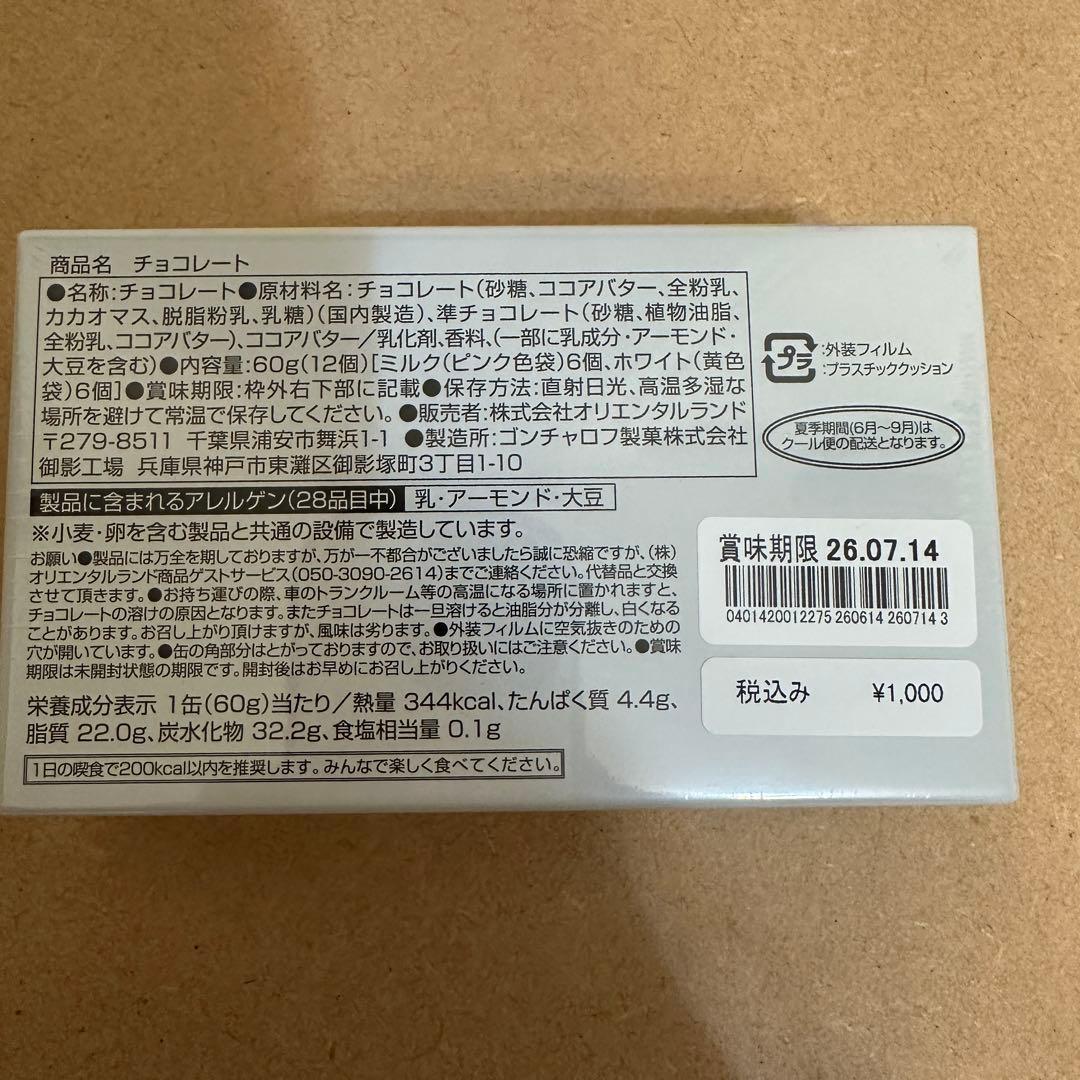 商品名 チョコレート
●名称:チョコレート●原材料名:チョコレート(砂糖、ココアバター、全粉乳、
カカオマス、脱脂粉乳、乳糖)(国内製造)、準チョコレート(砂糖、植物油脂、
全粉乳、ココアバター)、ココアバター/乳化剤、香料、(一部に乳成分・アーモンド・
大豆を含む)●内容量:60g(12個)[ミルク(ピンク色袋)6個、ホワイト(黄色
袋)6個]●賞味期限:枠外右下部に記載●保存方法:直射日光、高温多湿な
場所を避けて常温で保存してください。●販売者:株式会社オリエンタルランド
〒279-8511 千葉県浦安市舞浜1-1 ●製造所:ゴンチャロフ製菓株式会社
御影工場 兵庫県神戸市東灘区御影塚町3丁目1-10
製品に含まれるアレルゲン(28品目中) 乳・アーモンド・大豆
※小麦・卵を含む製品と共通の設備で製造しています。
お願い●製品には万全を期しておりますが、万が一不都合がございましたら誠に恐縮ですが、(株)
オリエンタルランド商品ゲストサービス(050-3090-2614)までご連絡ください。代替品と交換
させて頂きます。●お持ち運びの際、車のトランクルーム等の高温になる場所に置かれますと、
チョコレートの溶けの原因となります。またチョコレートは一旦溶けると油脂分が分離し、白くなる
ことがあります。お召し上がり頂けますが、風味は劣ります。●外装フィルムに空気抜きのための
穴が開いています。●缶の角部分はとがっておりますので、お取り扱いにはご注意ください。●賞味
期限は未開封状態の期限です。開封後はお早めにお召し上がりください。
栄養成分表示 1缶(60g)当たり/熱量 344kcal、たんぱく質 4.4g、
脂質 22.0g、炭水化物 32.2g、食塩相当量 0.1g
1日の喫食で200kcal以内を推奨します。みんなで楽しく食べてください。
プラ
:外装フィルム
:プラスチッククッション
夏季期間(6月〜9月)は
クール便の配送となります。
賞味期限 26.07.14
0401420012275 260614 260714 3
税込み ¥1,000